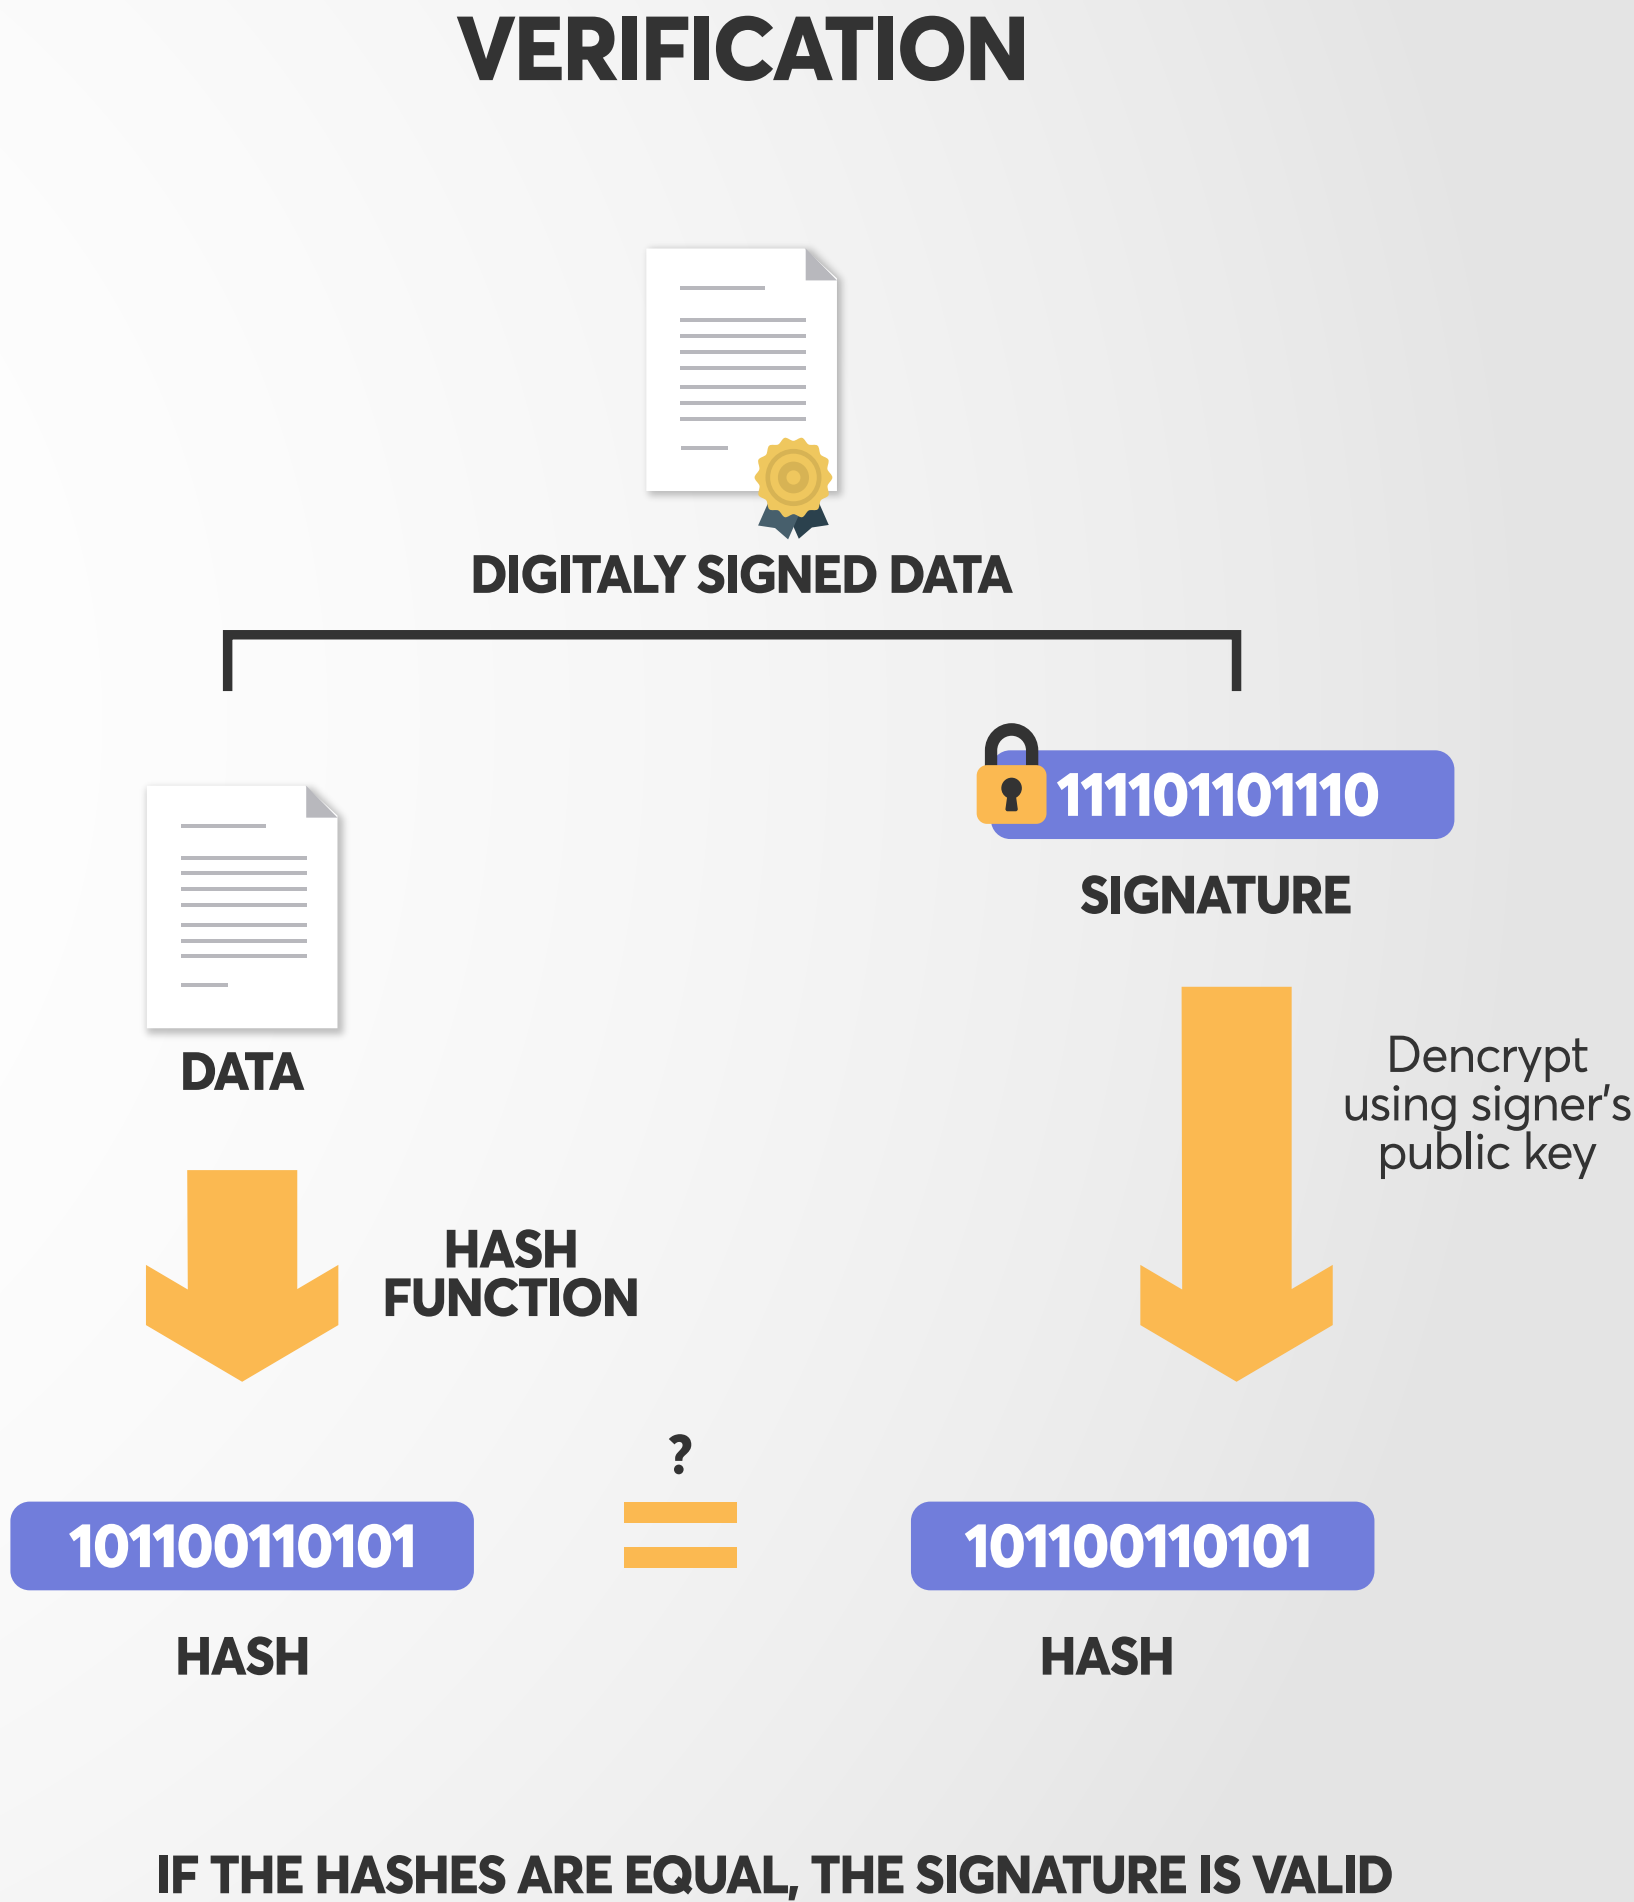 VERIFICATION
DIGITALY SIGNED DATA
111101101110
SIGNATURE
DATA
Dencrypt
using signer's
public key
HASH
FUNCTION
?
101100110101
101100110101
HASH
HASH
IF THE HASHES ARE EQUAL, THE SIGNATURE IS VALID